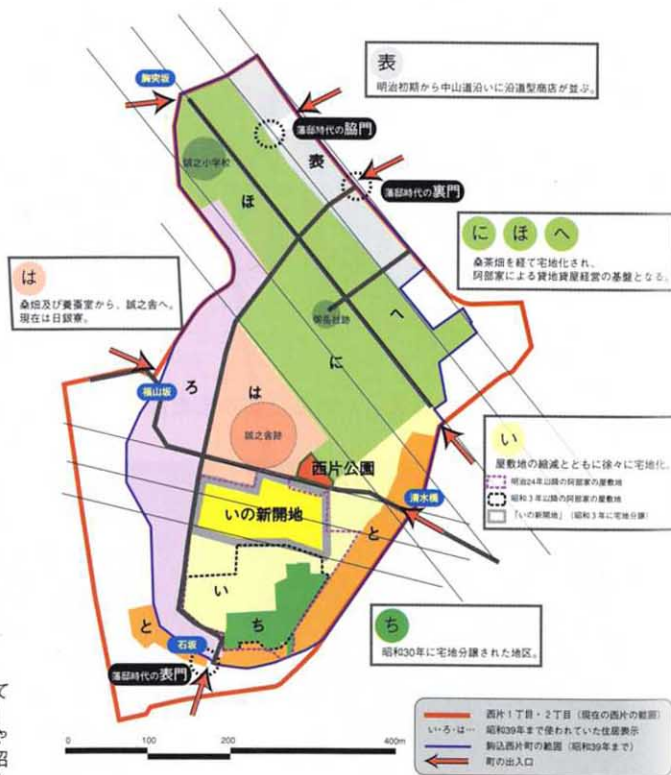 表
明治初期から中山道沿いに沿道型商店が並ぶ。
胸突坂
藩邸時代の脇門
表
誠之小学校
藩邸時代の裏門
ほ
に ほ へ
桑茶畑を経て宅地化され、
阿部家による貸地貸屋経営の基盤となる。
は
桑畑及び養蚕室から、誠之舎へ。
現在は日銀寮。
へ
に
ろ
福山坂
は
誠之舎跡
い
屋敷地の縮減とともに徐々に宅地化。
明治24年以降の阿部家の屋敷地
昭和3年以降の阿部家の屋敷地
「いの新開地」（昭和3年に宅地分譲）
西片公園
清水橋
いの新開地
と
い
ち
ち
昭和30年に宅地分譲された地区。
と
石坂
藩邸時代の表門
て
や
昭
0 100 200 400m
西片1丁目・2丁目（現在の西片の範囲）
い・ろ・は… 昭和39年まで使われていた住居表示
駒込西片町の範囲（昭和39年まで）
町の出入口